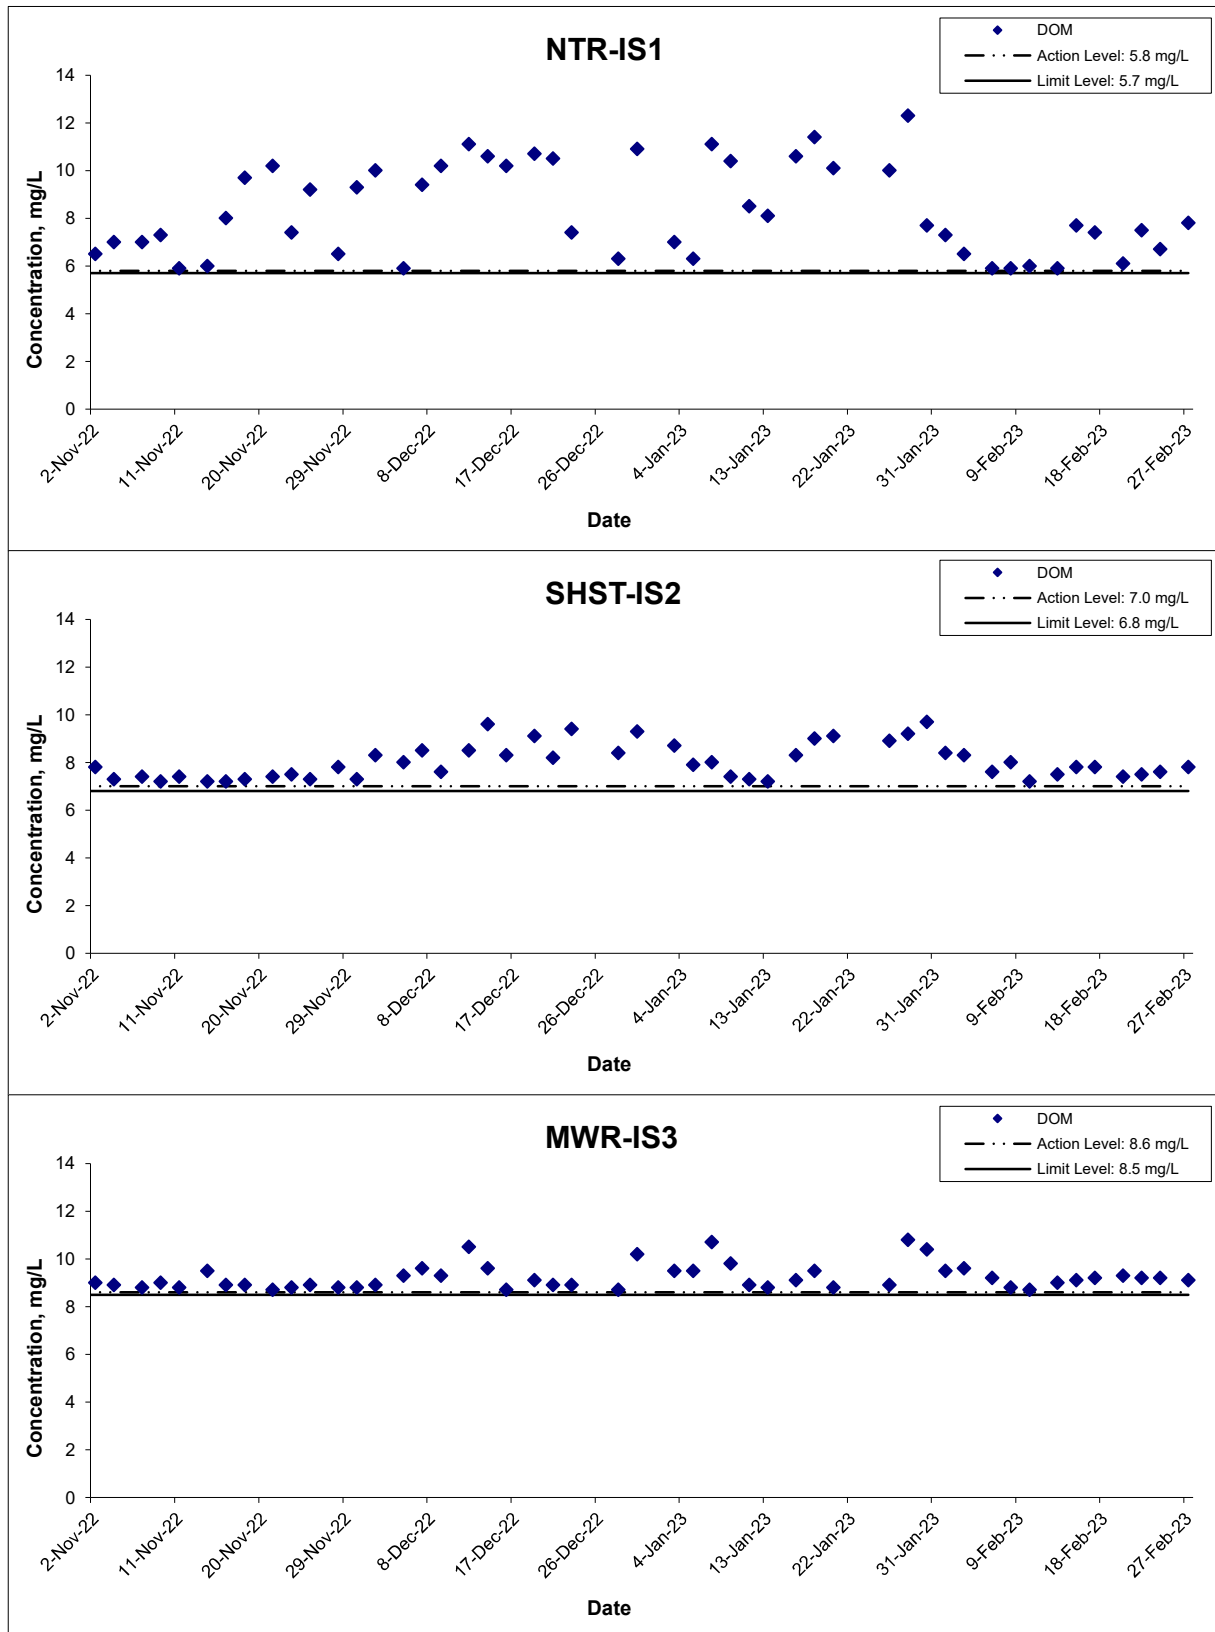 NTR-IS1
DOM
Action Level: 5.8 mg/L
Limit Level: 5.7 mg/L
Concentration, mg/L
14
12
10
8
6
4
2
0
2-Nov-22
11-Nov-22
20-Nov-22
29-Nov-22
8-Dec-22
17-Dec-22
26-Dec-22
4-Jan-23
13-Jan-23
22-Jan-23
31-Jan-23
9-Feb-23
18-Feb-23
27-Feb-23
Date
SHST-IS2
DOM
Action Level: 7.0 mg/L
Limit Level: 6.8 mg/L
Concentration, mg/L
14
12
10
8
6
4
2
0
2-Nov-22
11-Nov-22
20-Nov-22
29-Nov-22
8-Dec-22
17-Dec-22
26-Dec-22
4-Jan-23
13-Jan-23
22-Jan-23
31-Jan-23
9-Feb-23
18-Feb-23
27-Feb-23
Date
MWR-IS3
DOM
Action Level: 8.6 mg/L
Limit Level: 8.5 mg/L
Concentration, mg/L
14
12
10
8
6
4
2
0
2-Nov-22
11-Nov-22
20-Nov-22
29-Nov-22
8-Dec-22
17-Dec-22
26-Dec-22
4-Jan-23
13-Jan-23
22-Jan-23
31-Jan-23
9-Feb-23
18-Feb-23
27-Feb-23
Date